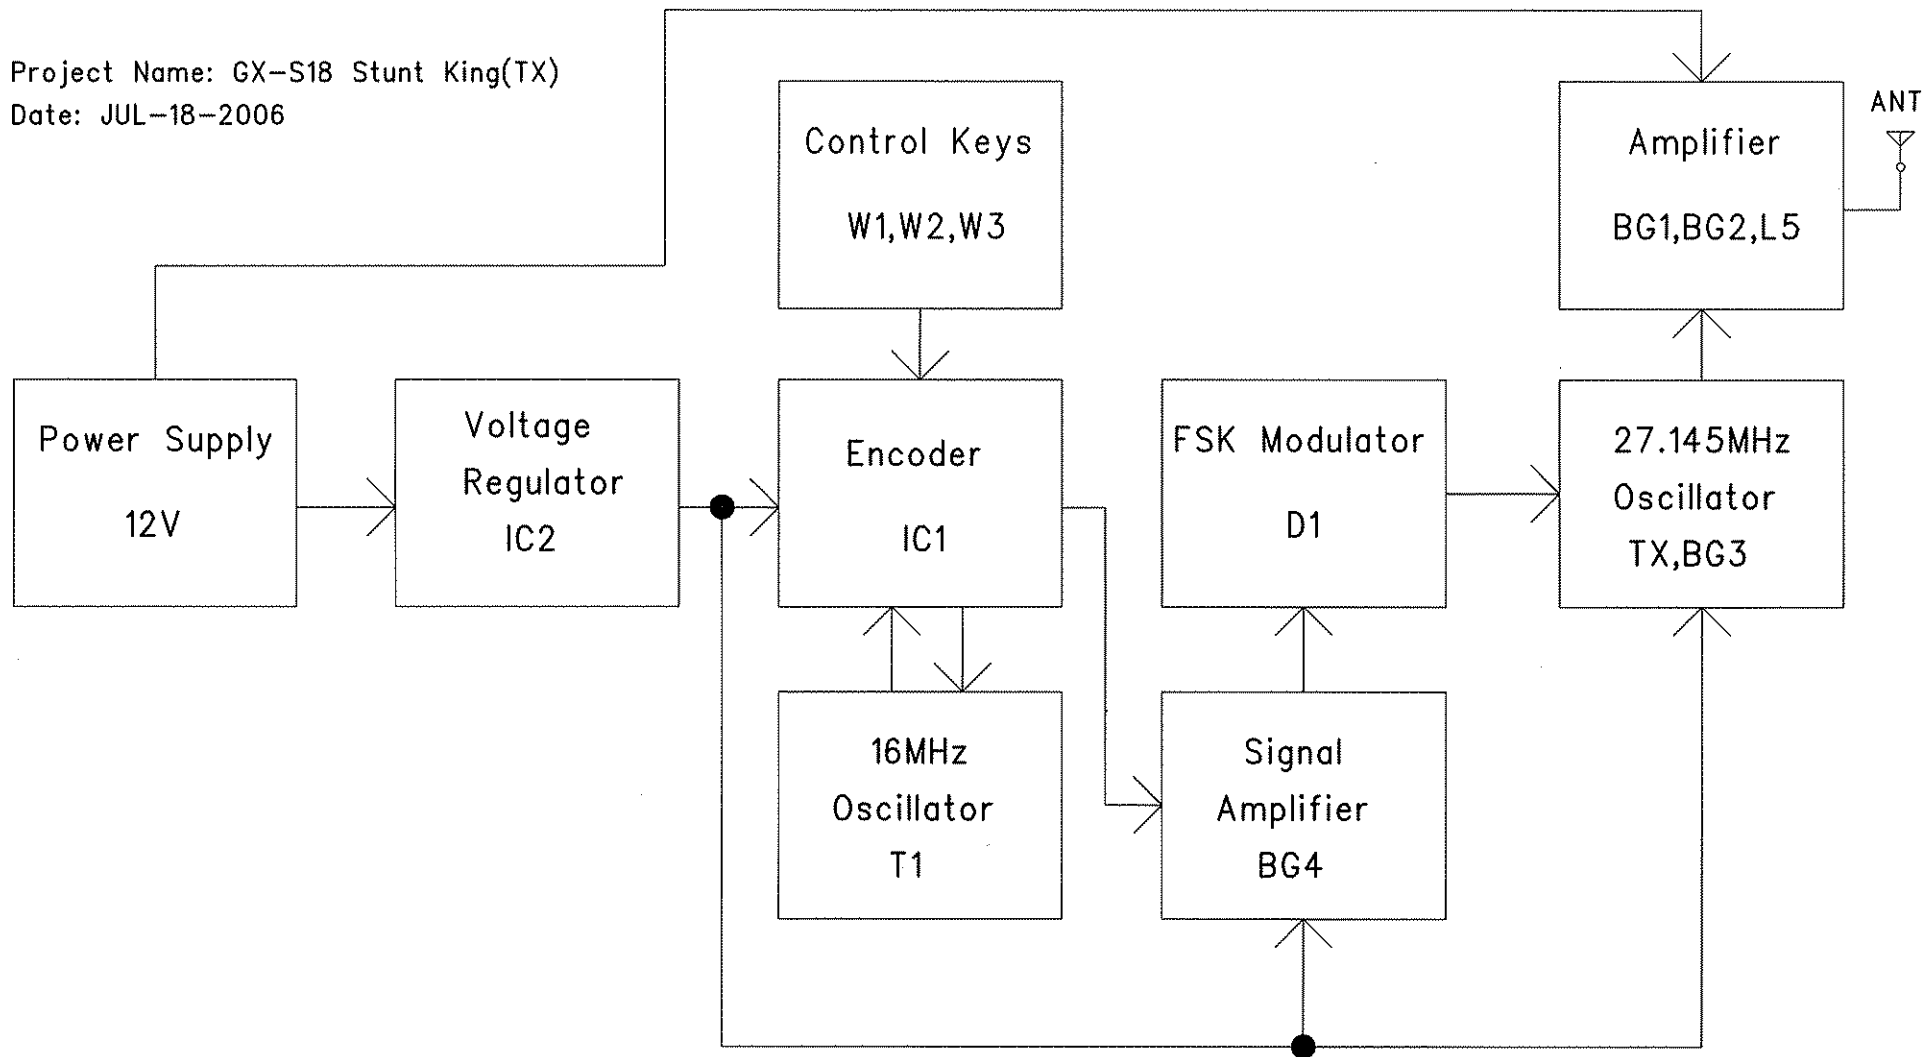 Project Name: GX-S18 Stunt King(TX)
Date: JUL-18-2006
Control Keys
W1,W2,W3
Amplifier
BG1,BG2,L5
ANT
Power Supply
12V
Voltage
Regulator
IC2
Encoder
IC1
FSK Modulator
D1
27.145MHz
Oscillator
TX,BG3
16MHz
Oscillator
T1
Signal
Amplifier
BG4